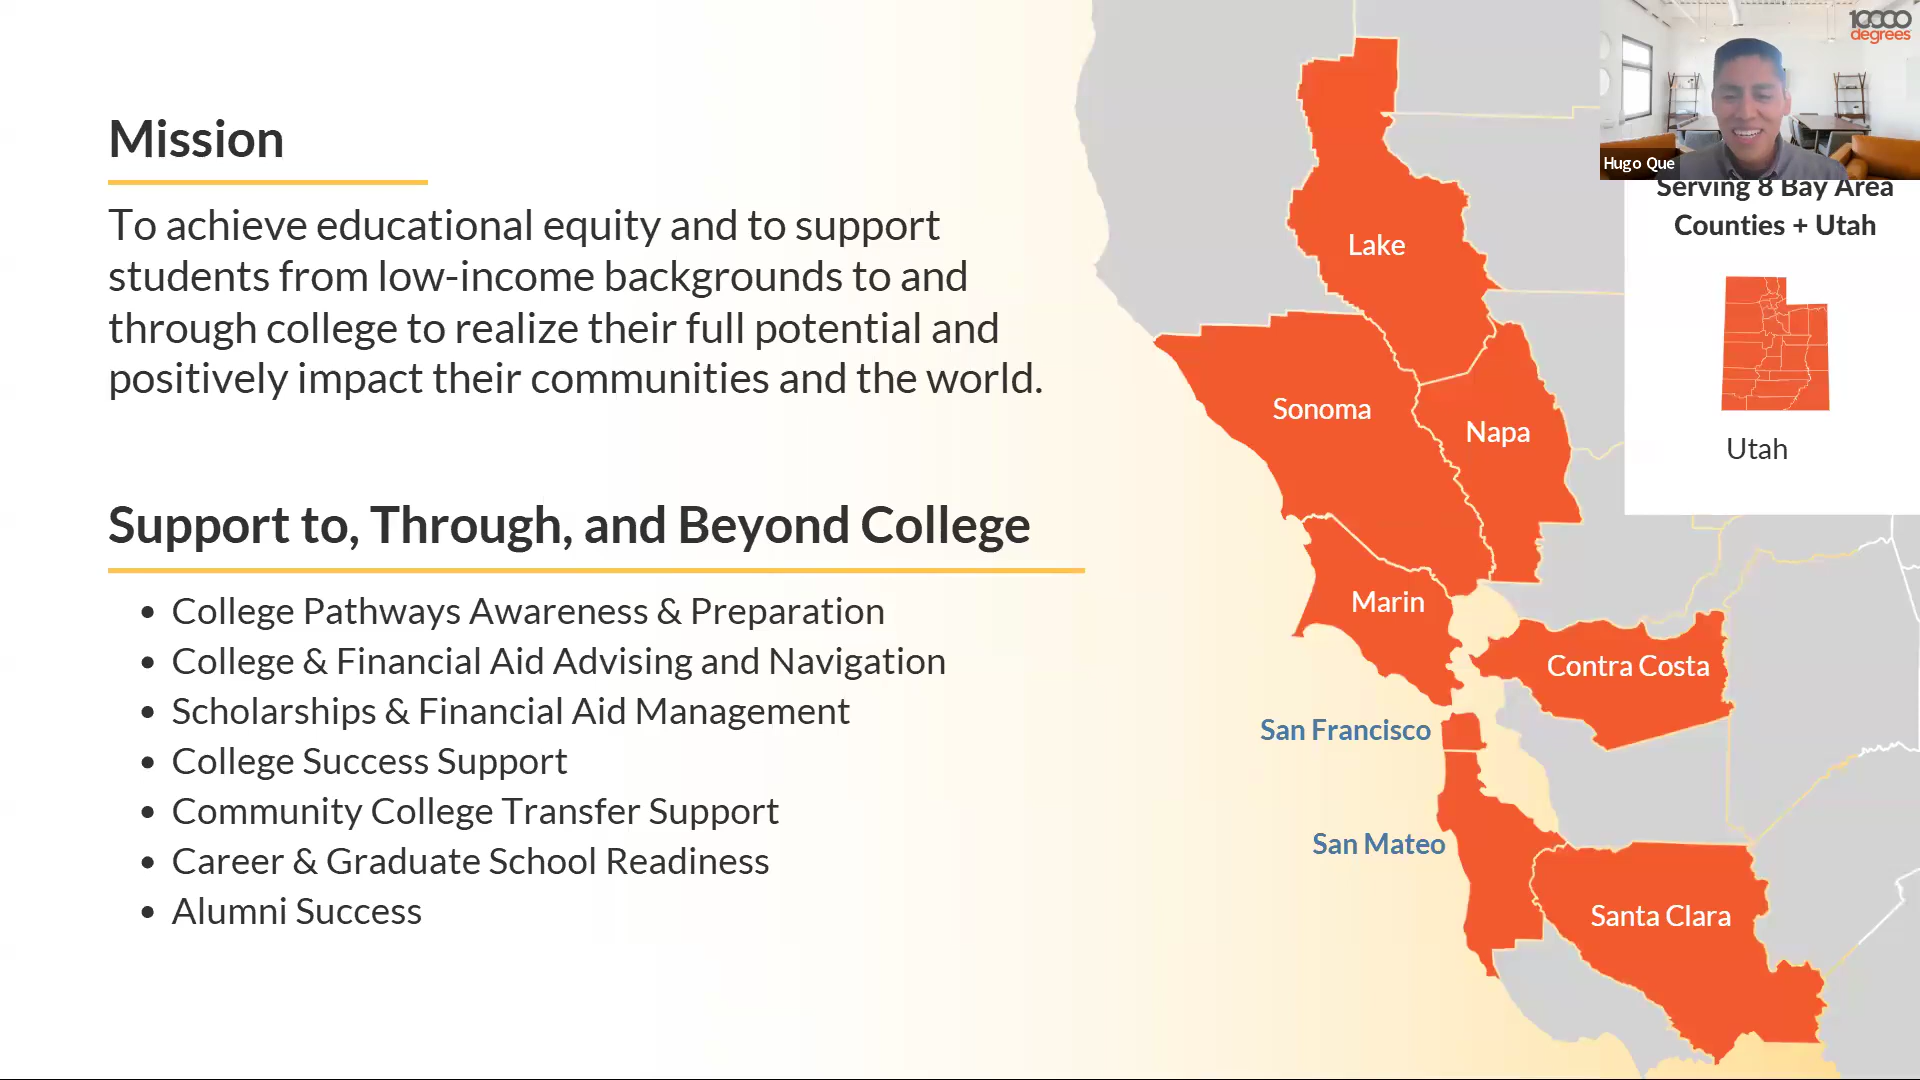 Mission
To achieve educational equity and to support
students from low-income backgrounds to and
through college to realize their full potential and
positively impact their communities and the world.
Support to, Through, and Beyond College
• College Pathways Awareness & Preparation
• College & Financial Aid Advising and Navigation
• Scholarships & Financial Aid Management
• College Success Support
• Community College Transfer Support
• Career & Graduate School Readiness
• Alumni Success
Lake
Sonoma
Napa
Marin
Contra Costa
San Francisco
San Mateo
Santa Clara
10000
degrees
Hugo Que
Serving 8 Bay Area
Counties + Utah
Utah